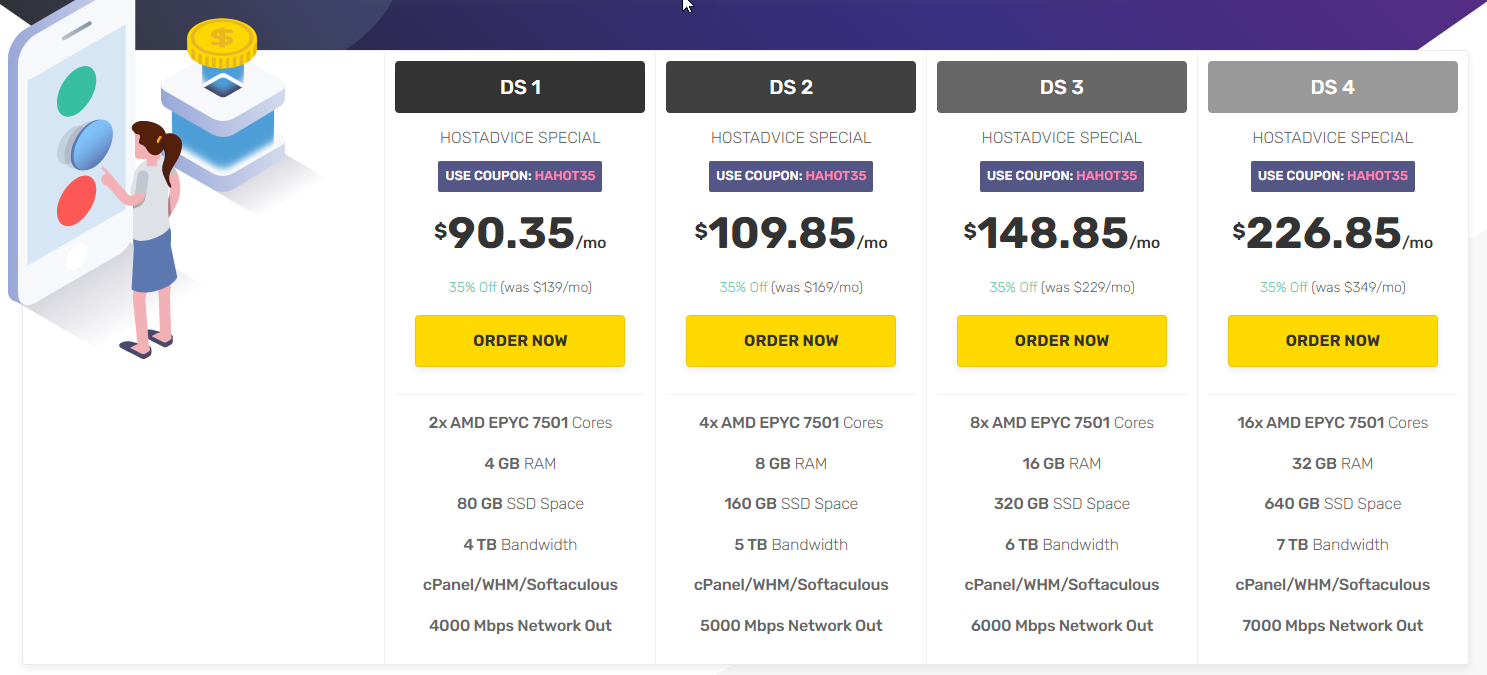 $
DS 1
HOSTADVICE SPECIAL
USE COUPON: HAHOT35
$90.35/mo
35% Off (was $139/mo)
ORDER NOW
2x AMD EPYC 7501 Cores
4 GB RAM
80 GB SSD Space
4 TB Bandwidth
cPanel/WHM/Softaculous
4000 Mbps Network Out
DS 2
HOSTADVICE SPECIAL
USE COUPON: HAHOT35
$109.85/mo
35% Off (was $169/mo)
ORDER NOW
4x AMD EPYC 7501 Cores
8 GB RAM
160 GB SSD Space
5 TB Bandwidth
cPanel/WHM/Softaculous
5000 Mbps Network Out
DS 3
HOSTADVICE SPECIAL
USE COUPON: HAHOT35
$148.85/mo
35% Off (was $229/mo)
ORDER NOW
8x AMD EPYC 7501 Cores
16 GB RAM
320 GB SSD Space
6 TB Bandwidth
cPanel/WHM/Softaculous
6000 Mbps Network Out
DS 4
HOSTADVICE SPECIAL
USE COUPON: HAHOT35
$226.85/mo
35% Off (was $349/mo)
ORDER NOW
16x AMD EPYC 7501 Cores
32 GB RAM
640 GB SSD Space
7 TB Bandwidth
cPanel/WHM/Softaculous
7000 Mbps Network Out